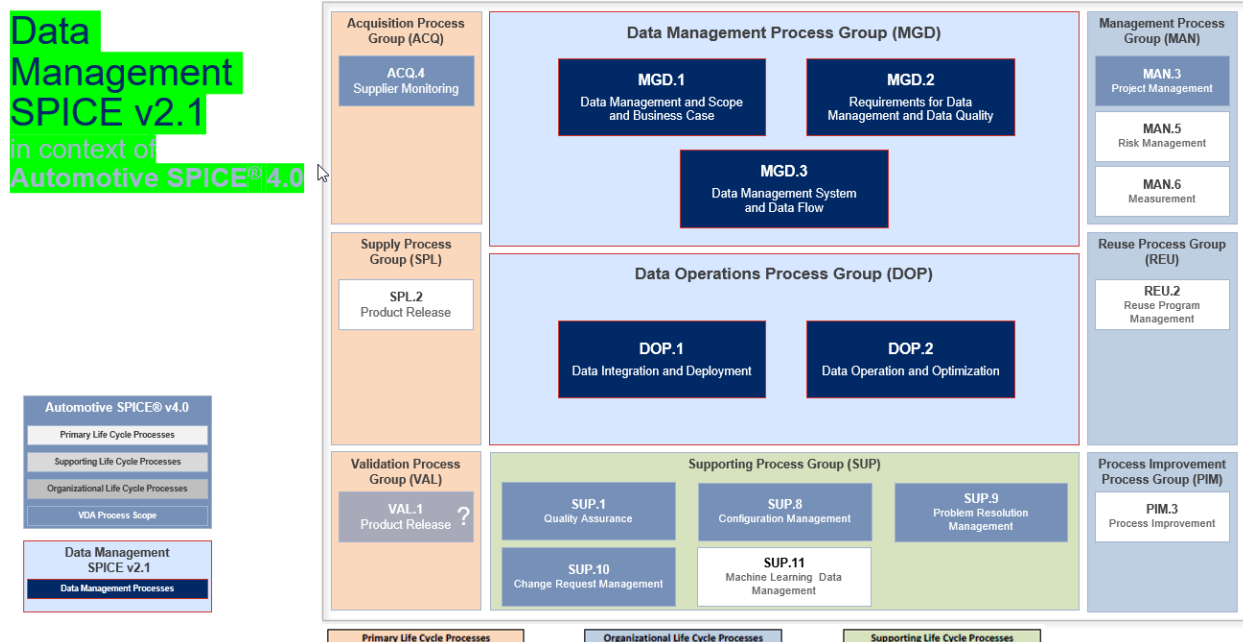 Data
Management
SPICE v2.1
in context of
Automotive SPICE® 4.0
Acquisition Process
Group (ACQ)
ACQ.4
Supplier Monitoring
Data Management Process Group (MGD)
MGD.1
Data Management and Scope
and Business Case
MGD.2
Requirements for Data
Management and Data Quality
MGD.3
Data Management System
and Data Flow
Management Process
Group (MAN)
MAN.3
Project Management
MAN.5
Risk Management
MAN.6
Measurement
Supply Process
Group (SPL)
SPL.2
Product Release
Data Operations Process Group (DOP)
DOP.1
Data Integration and Deployment
DOP.2
Data Operation and Optimization
Reuse Process Group
(REU)
REU.2
Reuse Program
Management
Automotive SPICE® v4.0
Primary Life Cycle Processes
Supporting Life Cycle Processes
Organizational Life Cycle Processes
VDA Process Scope
Data Management
SPICE v2.1
Data Management Processes
Validation Process
Group (VAL)
VAL.1
Product Release
?
Supporting Process Group (SUP)
SUP.1
Quality Assurance
SUP.8
Configuration Management
SUP.9
Problem Resolution
Management
SUP.10
Change Request Management
SUP.11
Machine Learning Data
Management
Process Improvement
Process Group (PIM)
PIM.3
Process Improvement
Primary Life Cycle Processes
Organizational Life Cycle Processes
Supporting Life Cycle Processes